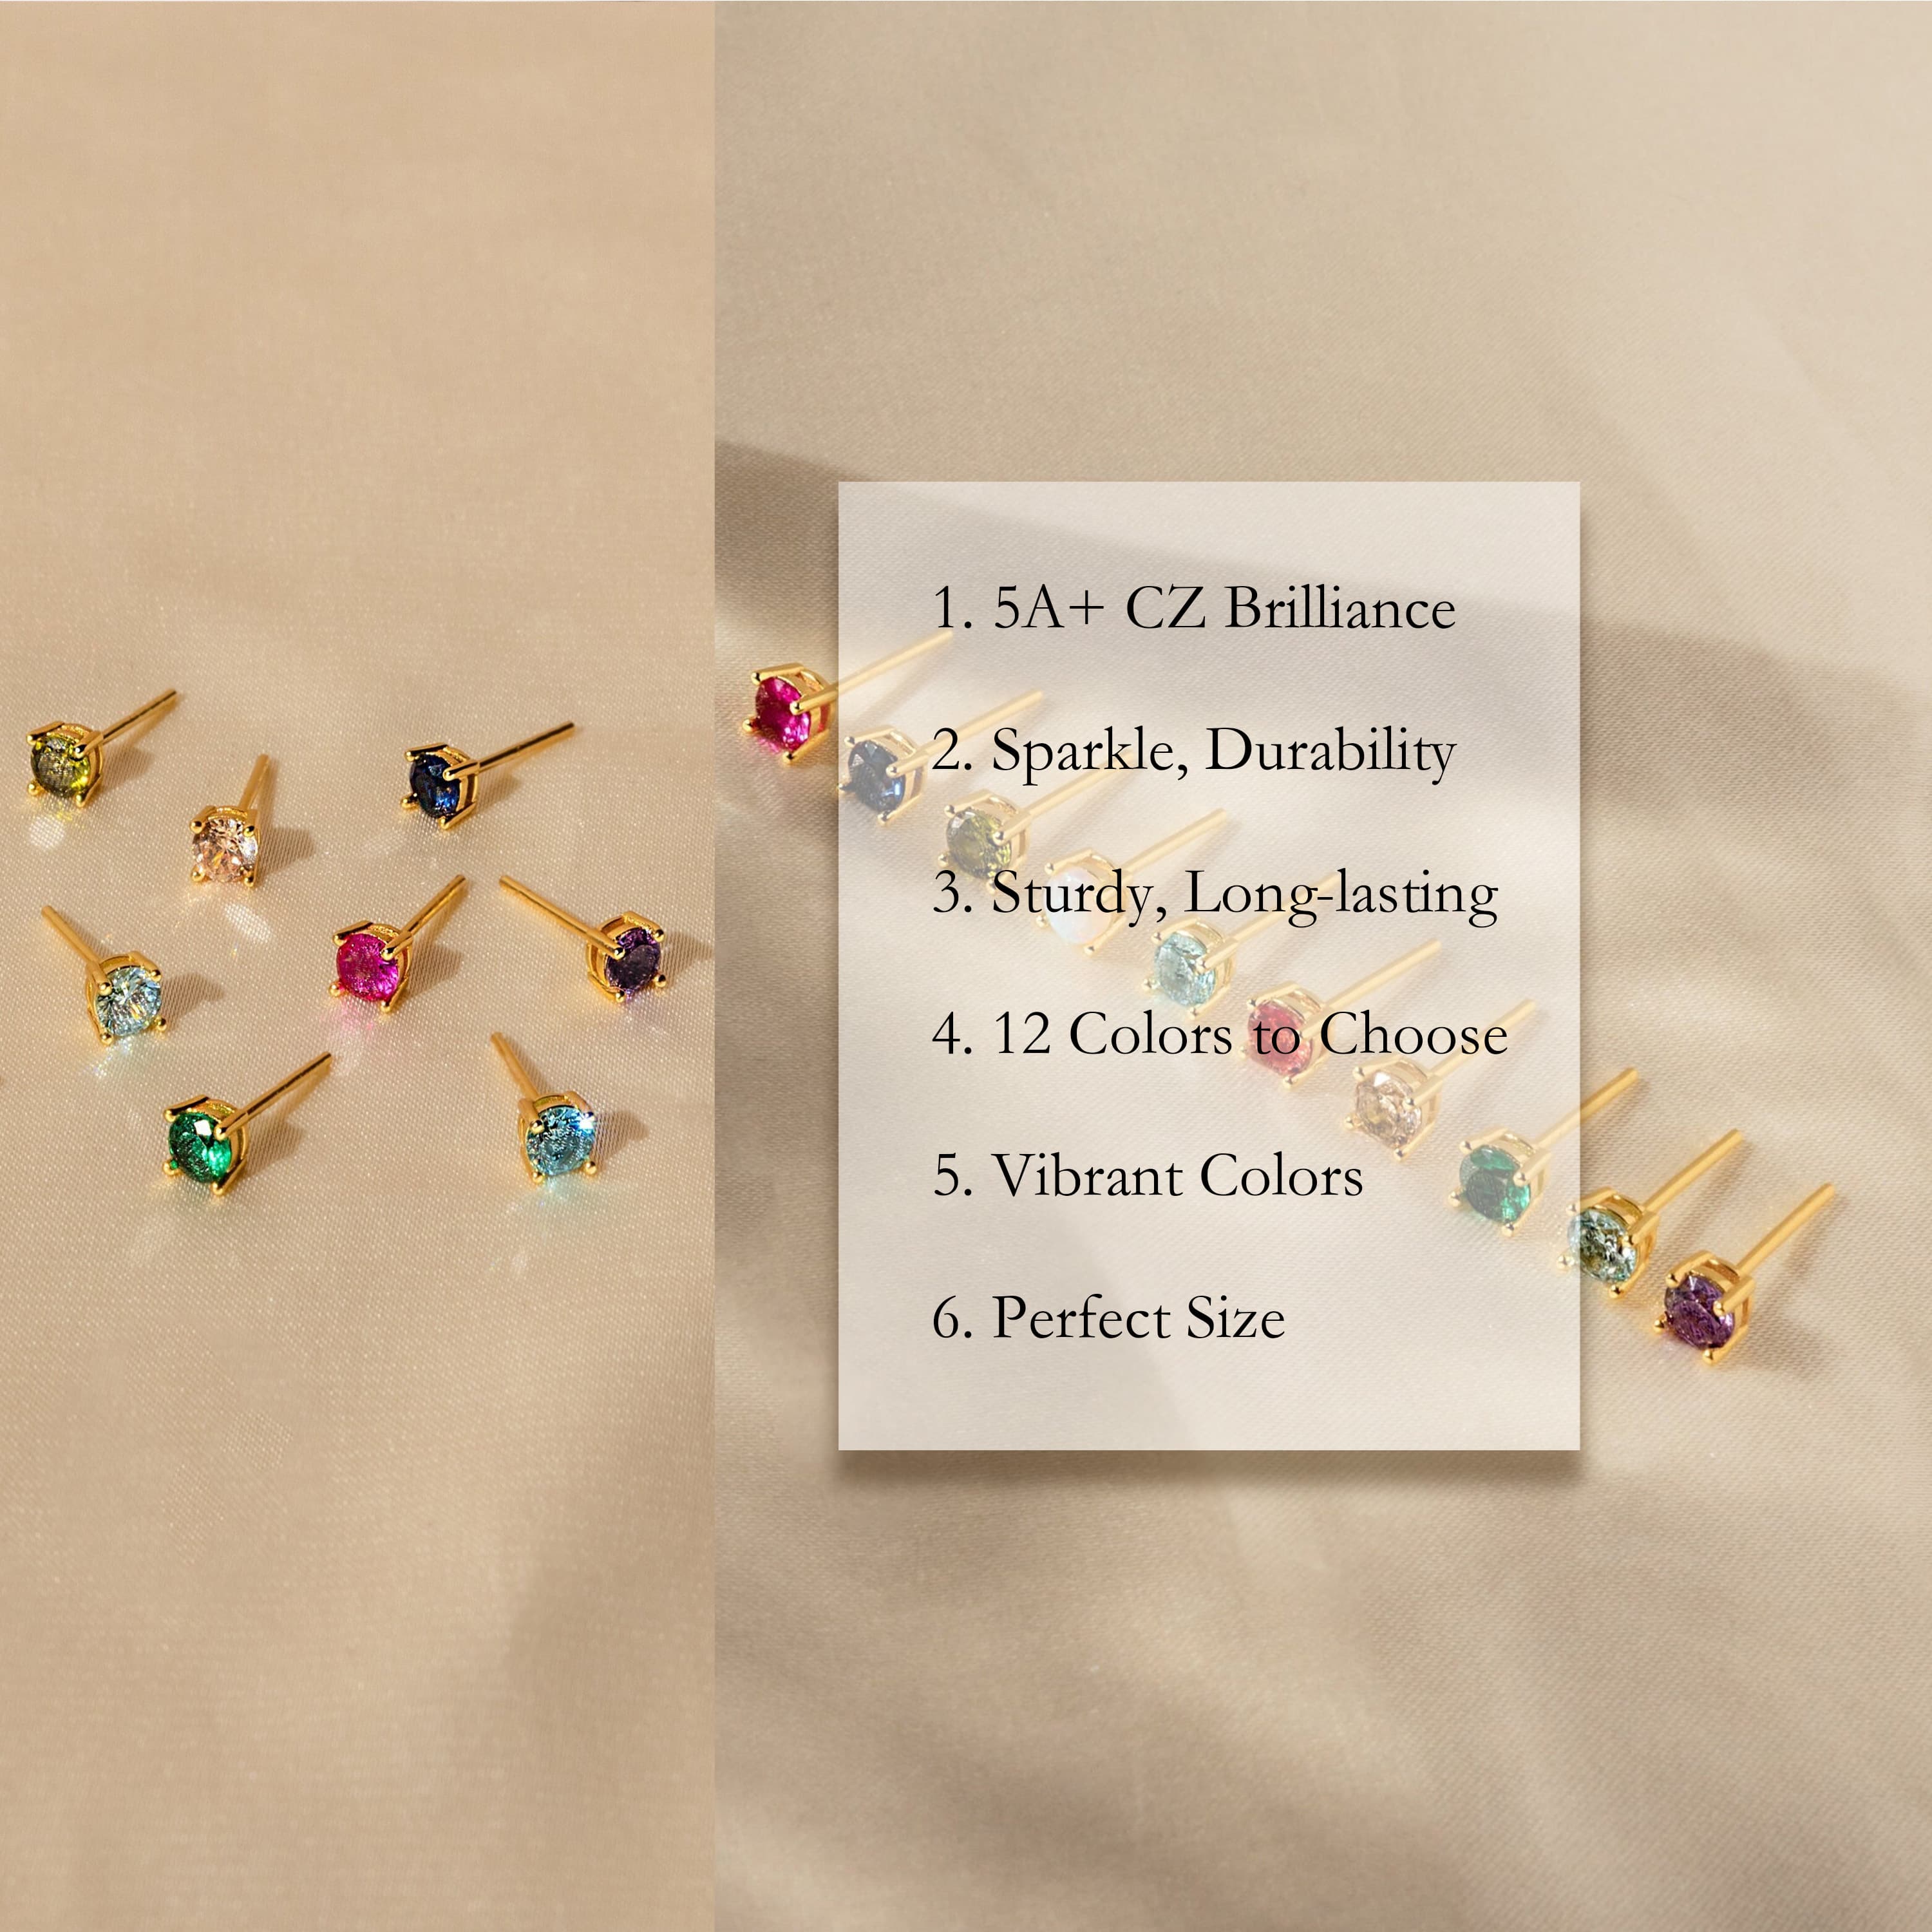 1. 5A+ CZ Brilliance
2. Sparkle, Durability
3. Sturdy, Long-lasting
4. 12 Colors to Choose
5. Vibrant Colors
6. Perfect Size